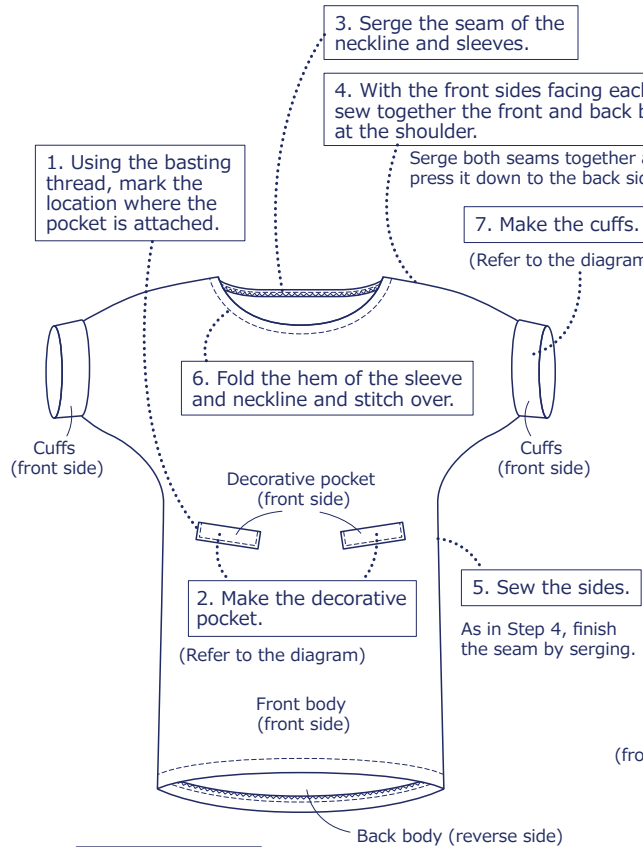 3. Serge the seam of the
neckline and sleeves.
4. With the front sides facing each
sew together the front and back b
at the shoulder.
Serge both seams together a
press it down to the back sid
1. Using the basting
thread, mark the
location where the
pocket is attached.
7. Make the cuffs.
(Refer to the diagram
6. Fold the hem of the sleeve
and neckline and stitch over.
Cuffs
(front side)
Cuffs
(front side)
Decorative pocket
(front side)
2. Make the decorative
pocket.
(Refer to the diagram)
5. Sew the sides.
As in Step 4, finish
the seam by serging.
Front body
(front side)
(fro
Back body (reverse side)